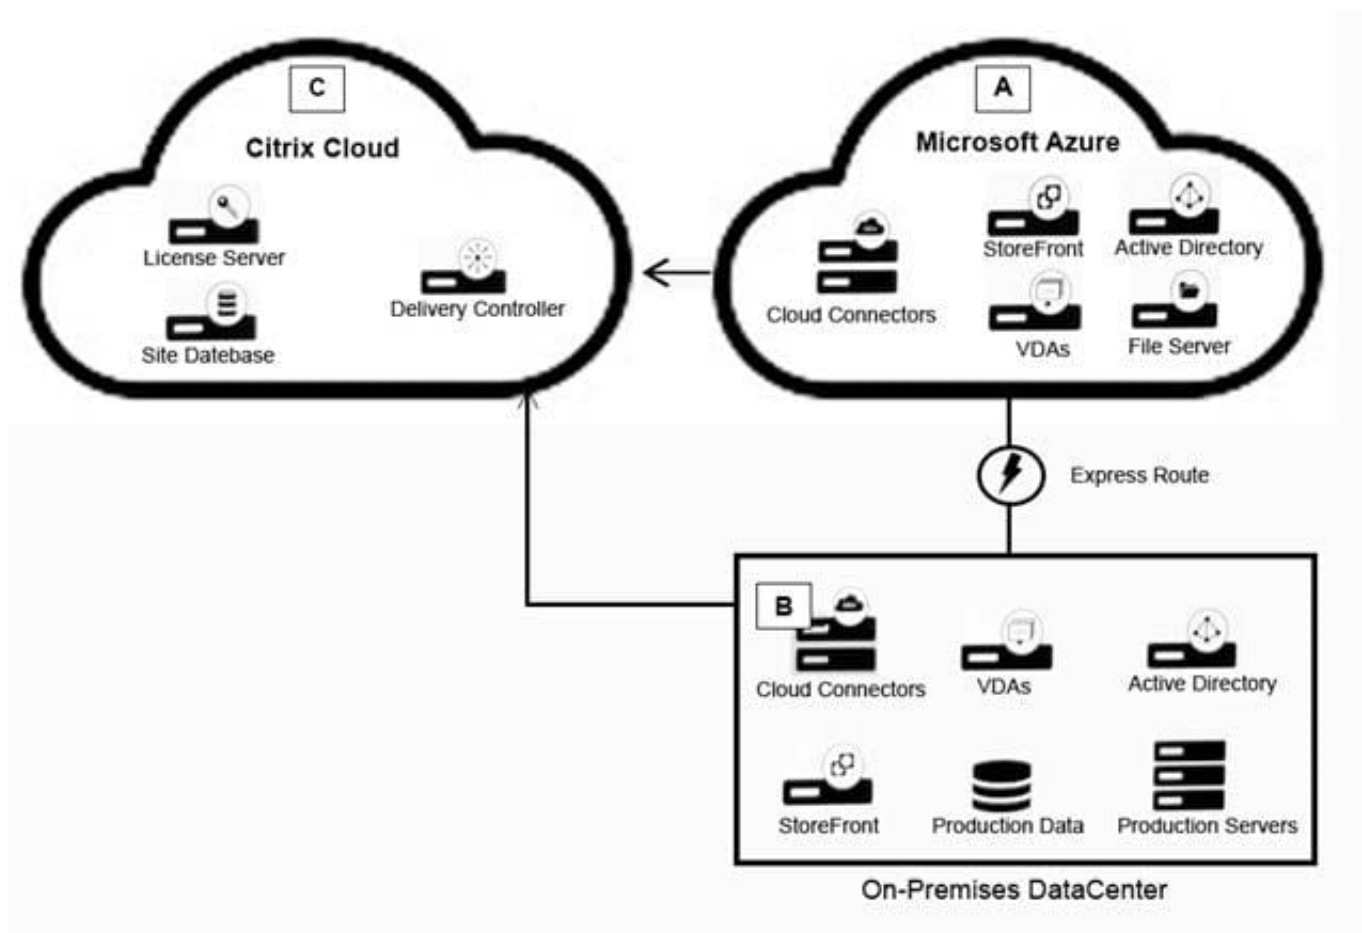 C
Citrix Cloud
License Server
Delivery Controller
Site Datebase
A
Microsoft Azure
StoreFront
Active Directory
Cloud Connectors
VDAs
File Server
Express Route
B
Cloud Connectors
VDAs
Active Directory
StoreFront
Production Data
Production Servers
On-Premises DataCenter